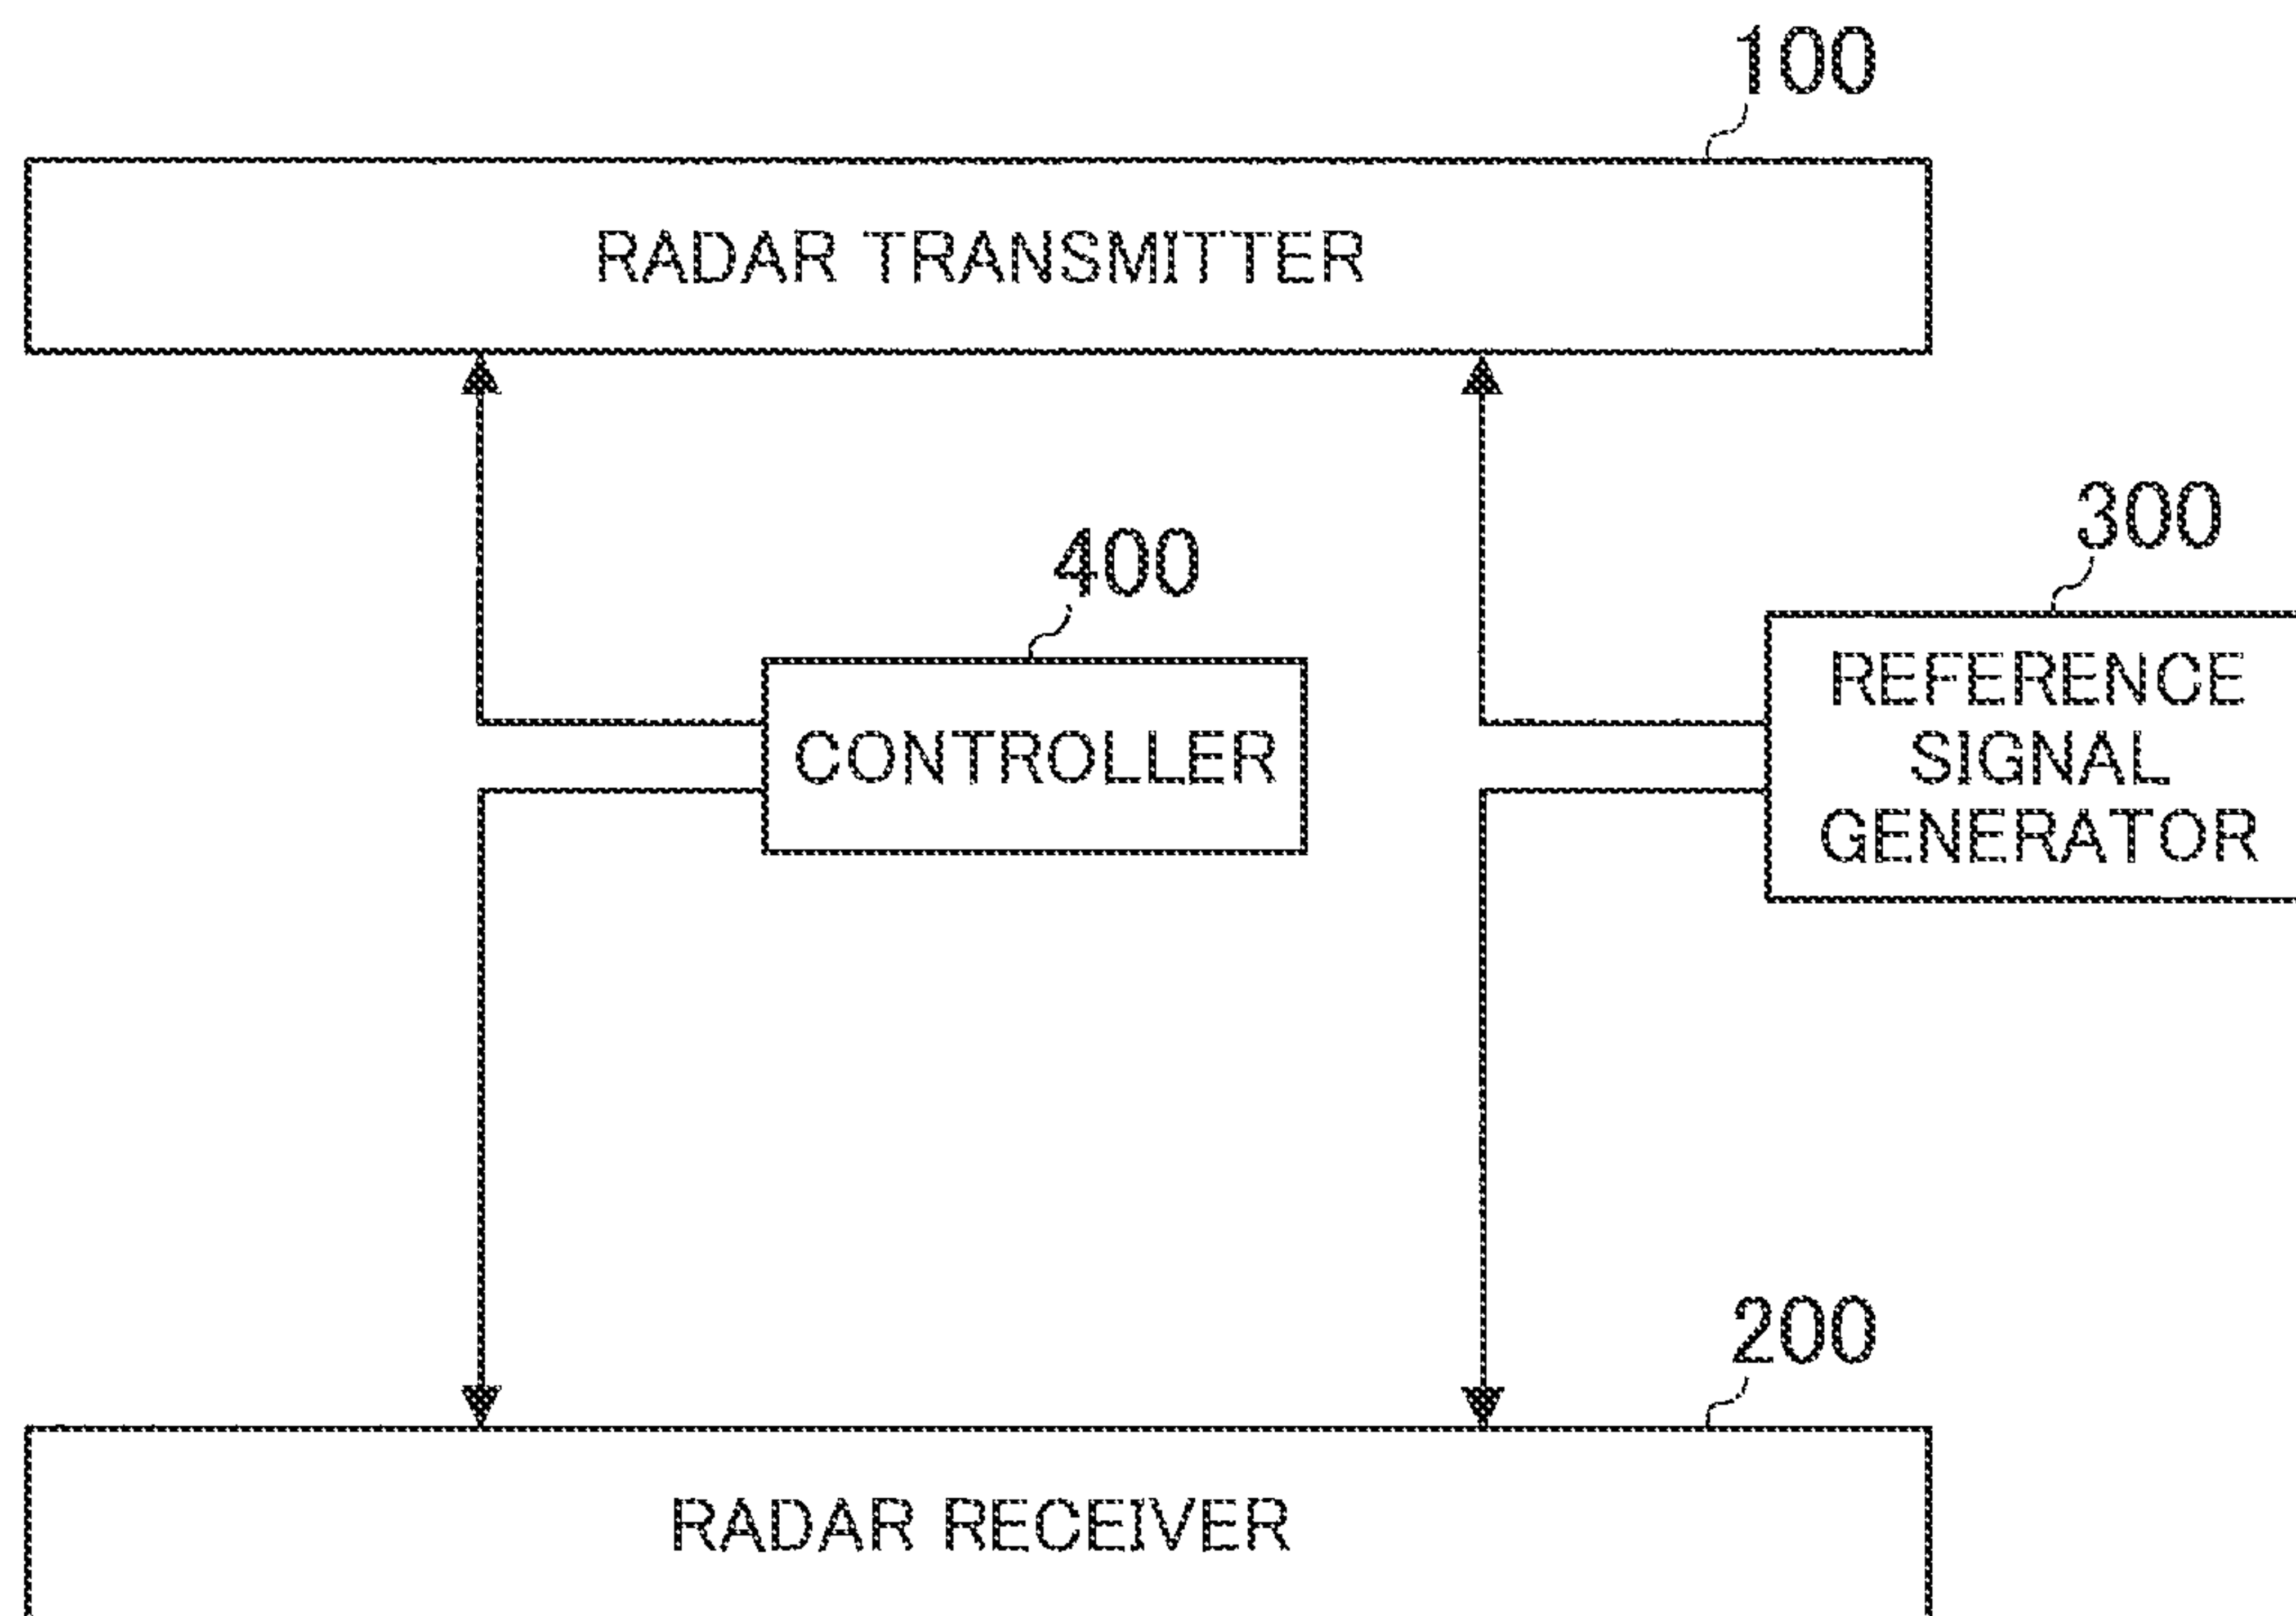 100
RADAR TRANSMITTER
300
400
REFERENCE
SIGNAL
GENERATOR
CONTROLLER
200
RADAR RECEIVER